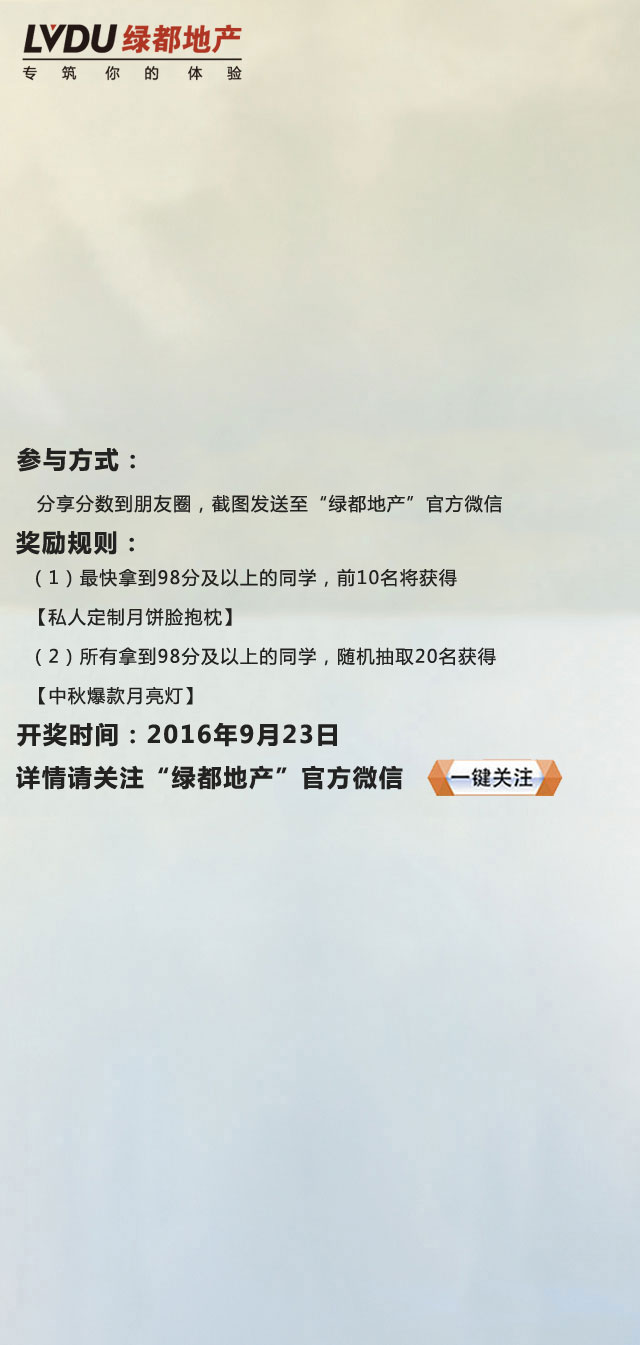 LVDU 绿都地产
专筑你的体验
参与方式：
分享分数到朋友圈，截图发送至“绿都地产”官方微信
奖励规则：
（1）最快拿到98分及以上的同学，前10名将获得
【私人定制月饼脸抱枕】
（2）所有拿到98分及以上的同学，随机抽取20名获得
【中秋爆款月亮灯】
开奖时间：2016年9月23日
详情请关注“绿都地产”官方微信 一键关注